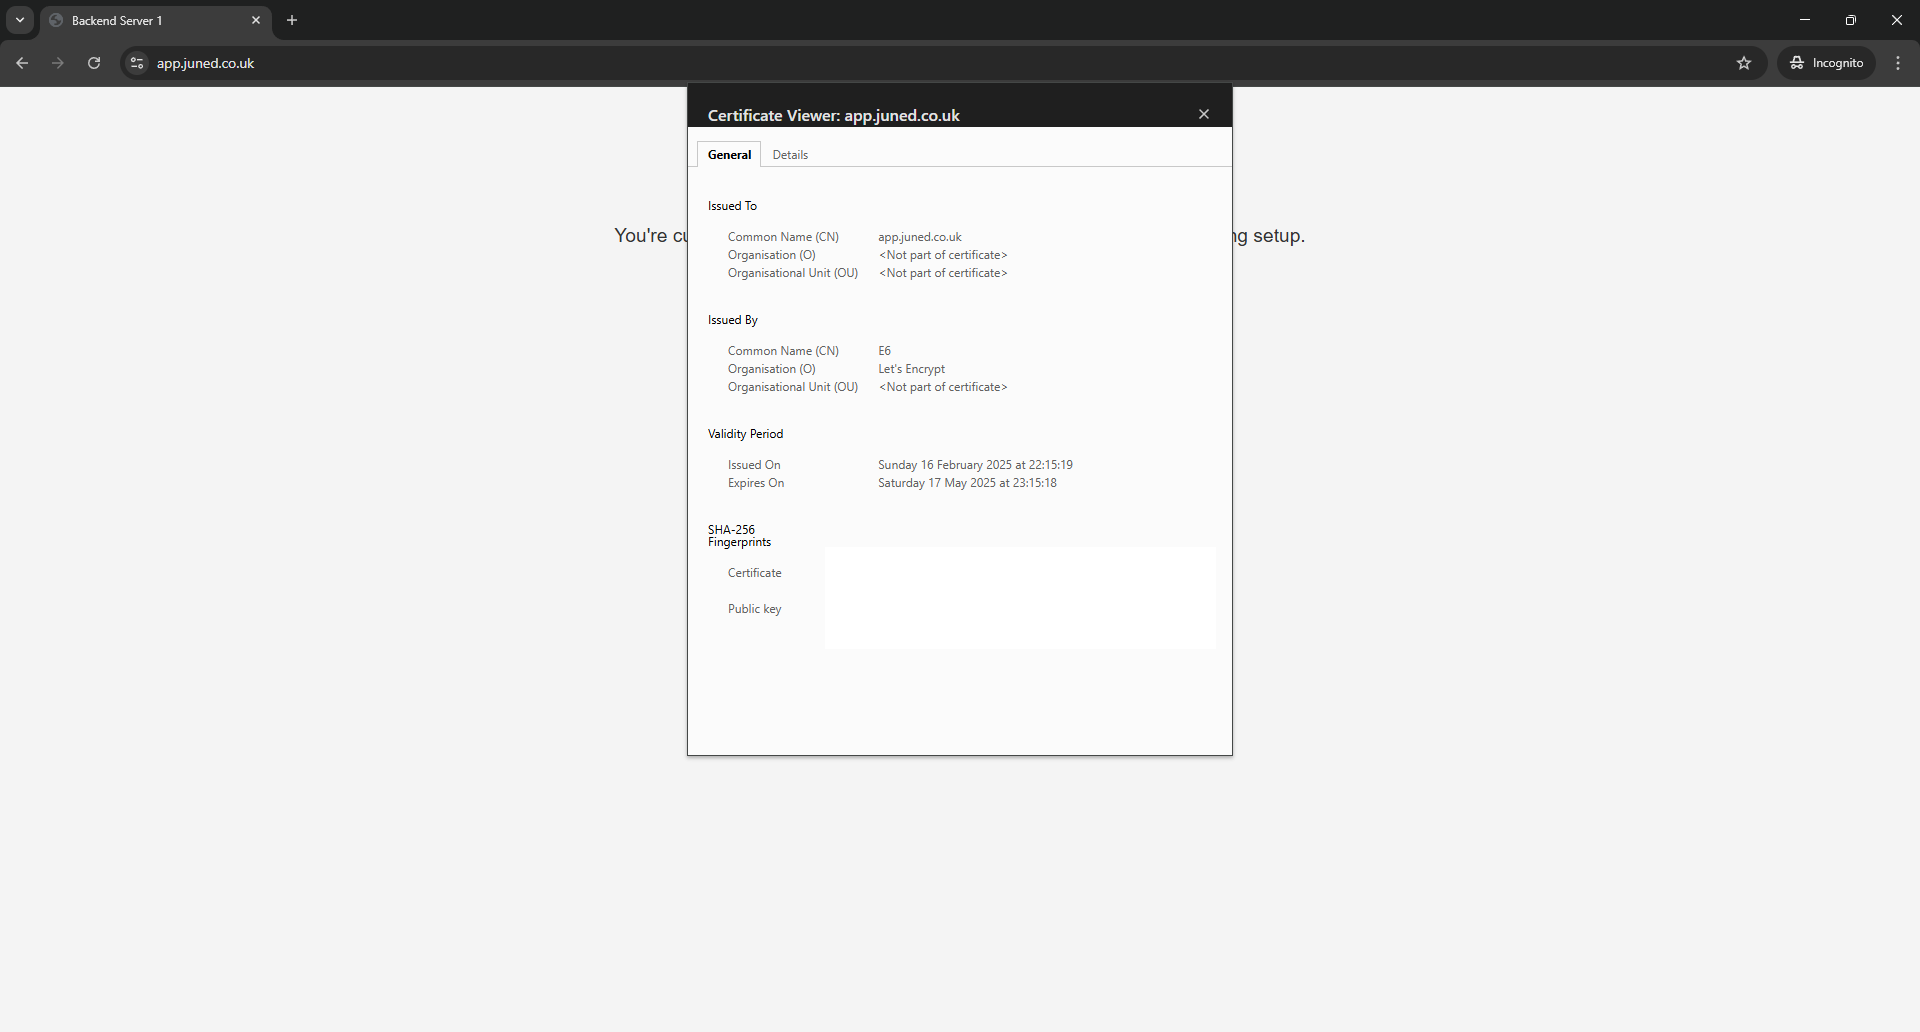 Backend Server 1
app.juned.co.uk
Incognito
Certificate Viewer: app.juned.co.uk
General Details
Issued To
You're ng setup.
Common Name (CN) app.juned.co.uk
Organisation (O) <Not part of certificate>
Organisational Unit (OU) <Not part of certificate>
Issued By
Common Name (CN) E6
Organisation (O) Let's Encrypt
Organisational Unit (OU) <Not part of certificate>
Validity Period
Issued On Sunday 16 February 2025 at 22:15:19
Expires On Saturday 17 May 2025 at 23:15:18
SHA-256
Fingerprints
Certificate
Public key